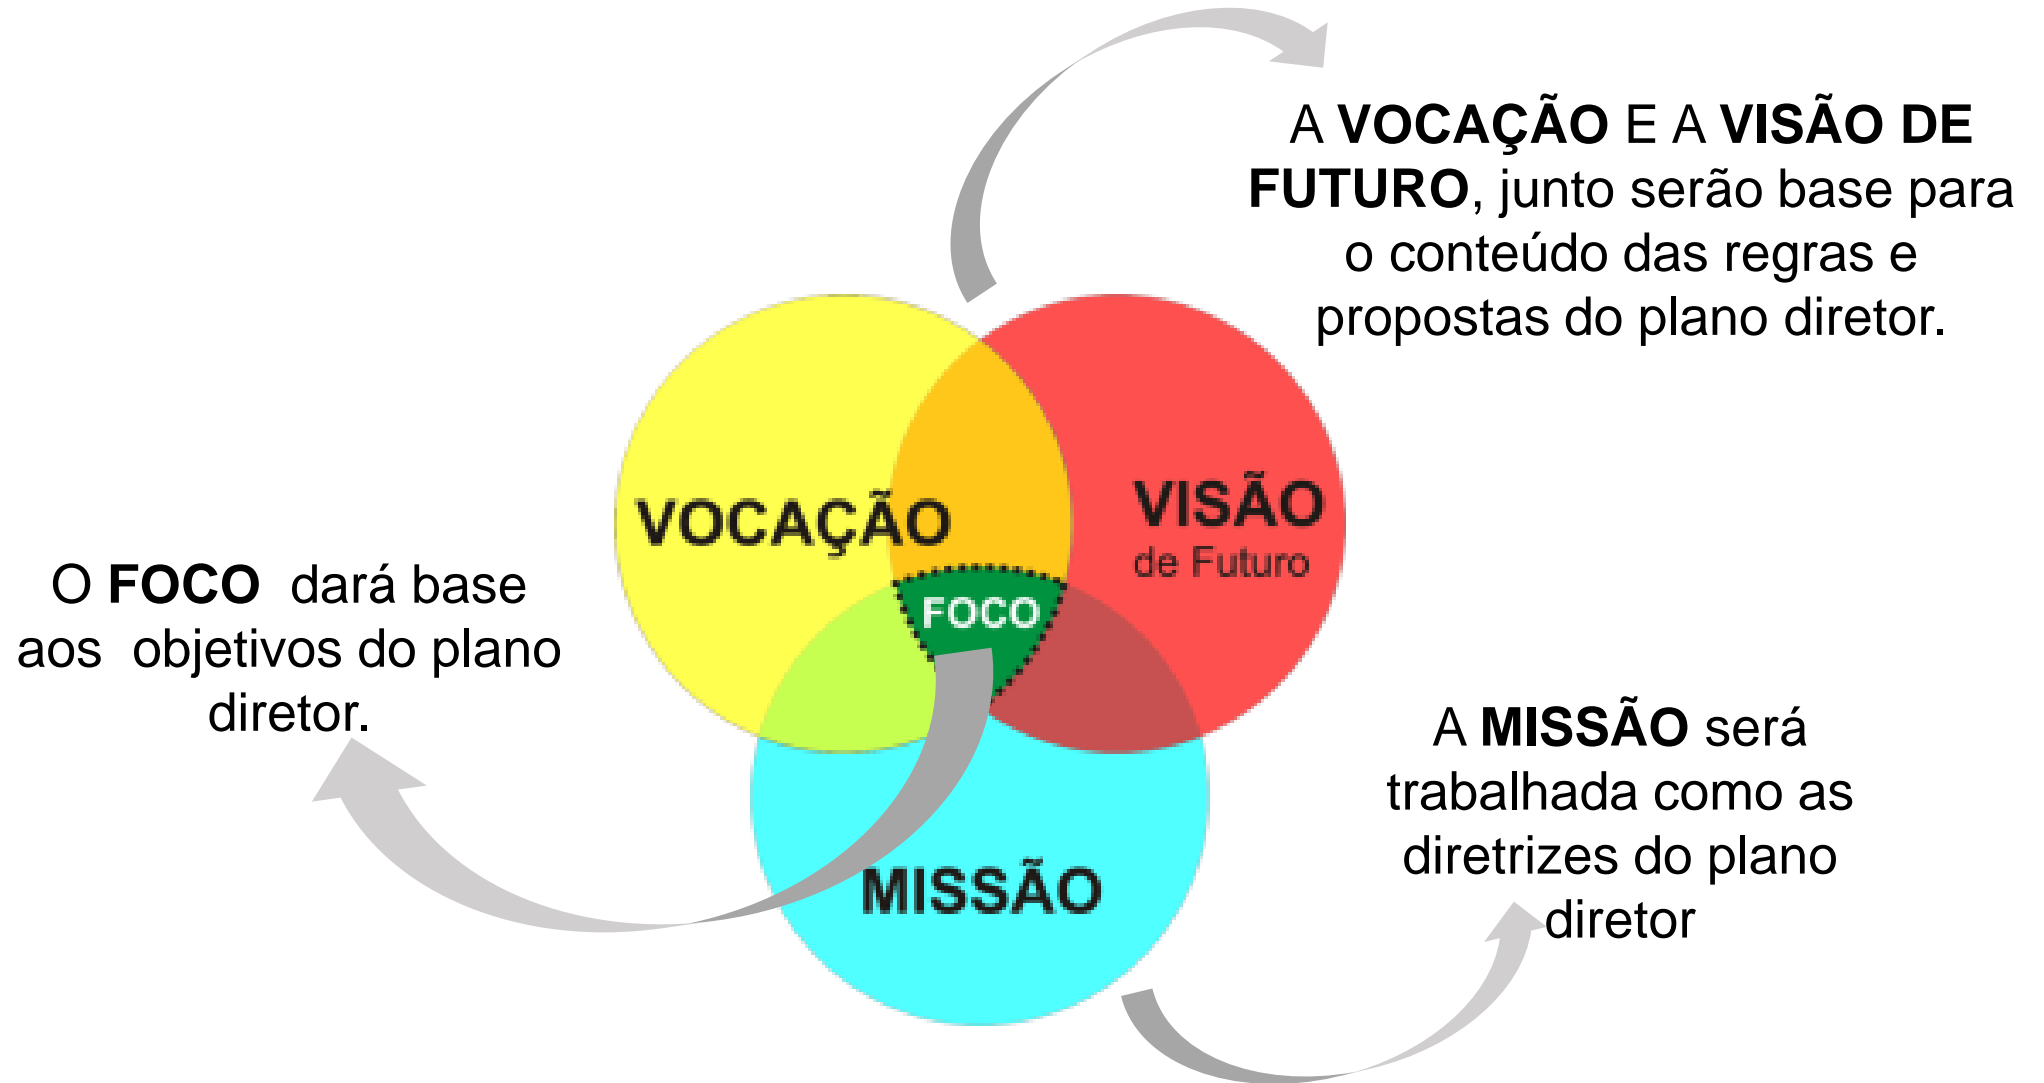 A VOCAÇÃO E A VISÃO DE
FUTURO, junto serão base para
o conteúdo das regras e
propostas do plano diretor.
VOCAÇÃO
VISÃO
de Futuro
FOCO
O FOCO dará base
aos objetivos do plano
diretor.
MISSÃO
A MISSÃO será
trabalhada como as
diretrizes do plano
diretor